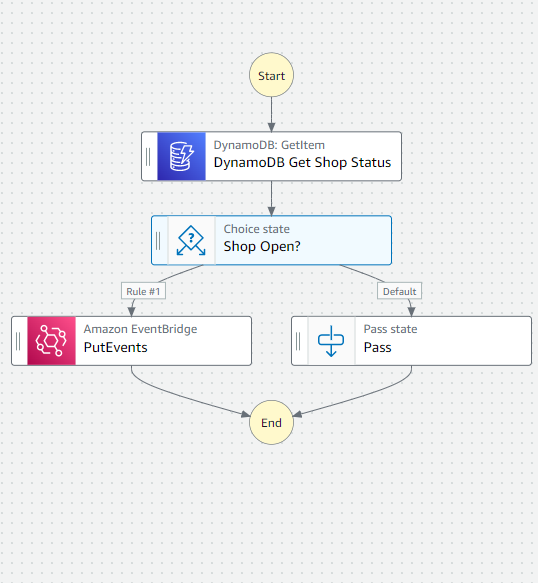 Start
DynamoDB: GetItem
DynamoDB Get Shop Status
Choice state
Shop Open?
Rule #1
Default
Amazon EventBridge
PutEvents
Pass state
Pass
End